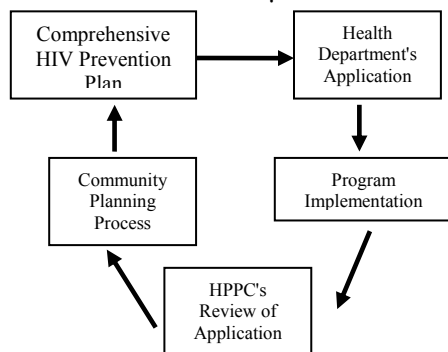 Comprehensive
HIV Prevention
Plan
Health
Department's
Application
Community
Planning
Process
Program
Implementation
HPPC's
Review of
Application